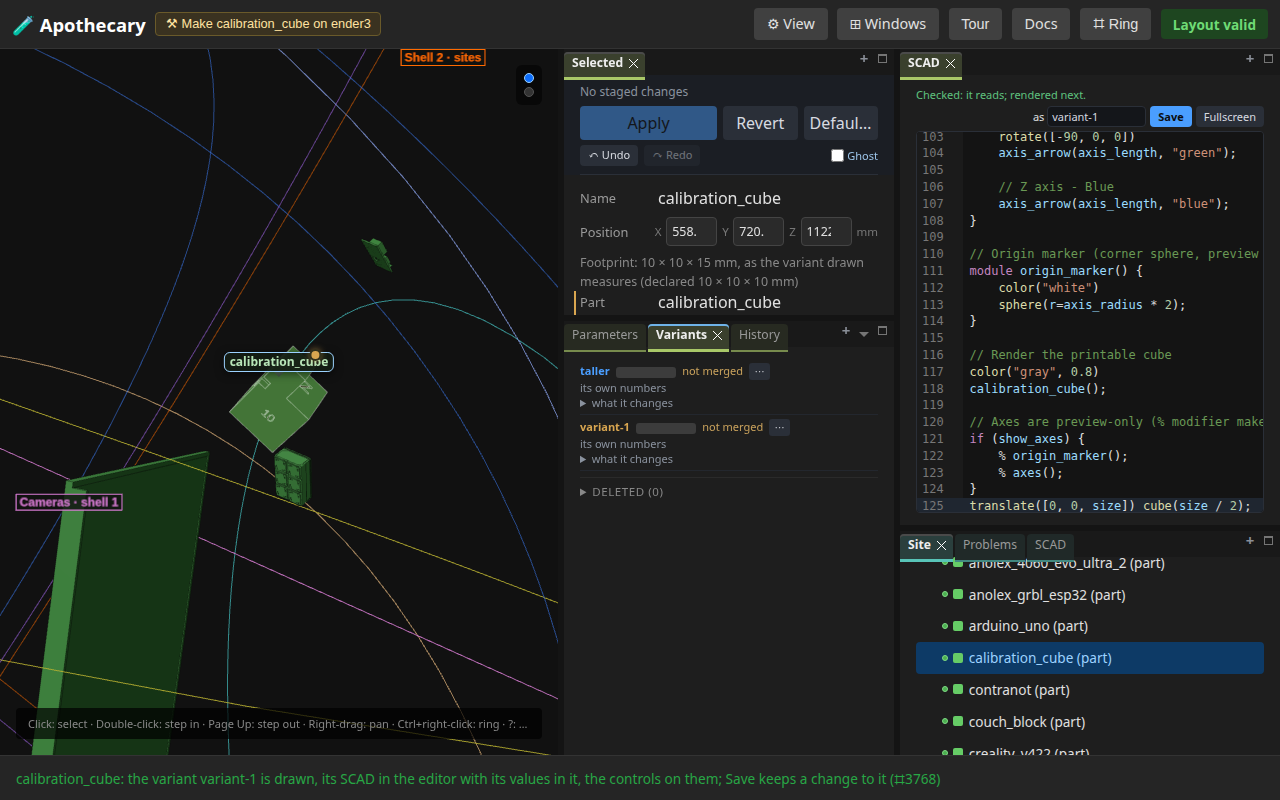 🧪 Apothecary
⚒ Make calibration_cube on ender3
⚙ View
⊞ Windows
Tour
Docs
⌗ Ring
Layout valid
Shell 2 · sites
calibration_cube
10
Cameras · shell 1
Click: select · Double-click: step in · Page Up: step out · Right-drag: pan · Ctrl+right-click: ring · ?: ...
Selected
No staged changes
Apply
Revert
Defaul...
↶ Undo
↷ Redo
Ghost
Name calibration_cube
Position X 558. Y 720. Z 1122 mm
Footprint: 10 × 10 × 15 mm, as the variant drawn
measures (declared 10 × 10 × 10 mm)
Part calibration_cube
Parameters
Variants
History
taller not merged ...
its own numbers
▶ what it changes
variant-1 not merged ...
its own numbers
▶ what it changes
▶ DELETED (0)
SCAD
Checked: it reads; rendered next.
as variant-1 Save Fullscreen
103 rotate([-90, 0, 0])
104 axis_arrow(axis_length, "green");
105
106 // Z axis - Blue
107 axis_arrow(axis_length, "blue");
108 }
109
110 // Origin marker (corner sphere, preview
111 module origin_marker() {
112 color("white")
113 sphere(r=axis_radius * 2);
114 }
115
116 // Render the printable cube
117 color("gray", 0.8)
118 calibration_cube();
119
120 // Axes are preview-only (% modifier make
121 if (show_axes) {
122 % origin_marker();
123 % axes();
124 }
125 translate([0, 0, size]) cube(size / 2);
Site
Problems
SCAD
anolex_4060_evo_ultra_2 (part)
anolex_grbl_esp32 (part)
arduino_uno (part)
calibration_cube (part)
contranot (part)
couch_block (part)
creality_v422 (part)
calibration_cube: the variant variant-1 is drawn, its SCAD in the editor with its values in it, the controls on them; Save keeps a change to it (⌗3768)